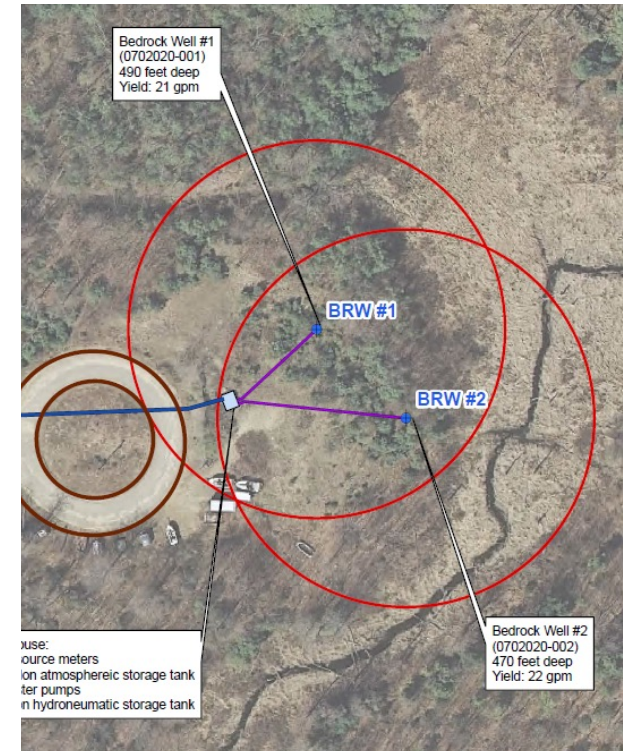 Bedrock Well #1
(0702020-001)
490 feet deep
Yield: 21 gpm
BRW #1
BRW #2
Bedrock Well #2
(0702020-002)
470 feet deep
Yield: 22 gpm
ouse:
ource meters
lon atmosphereic storage tank
ter pumps
n hydroneumatic storage tank